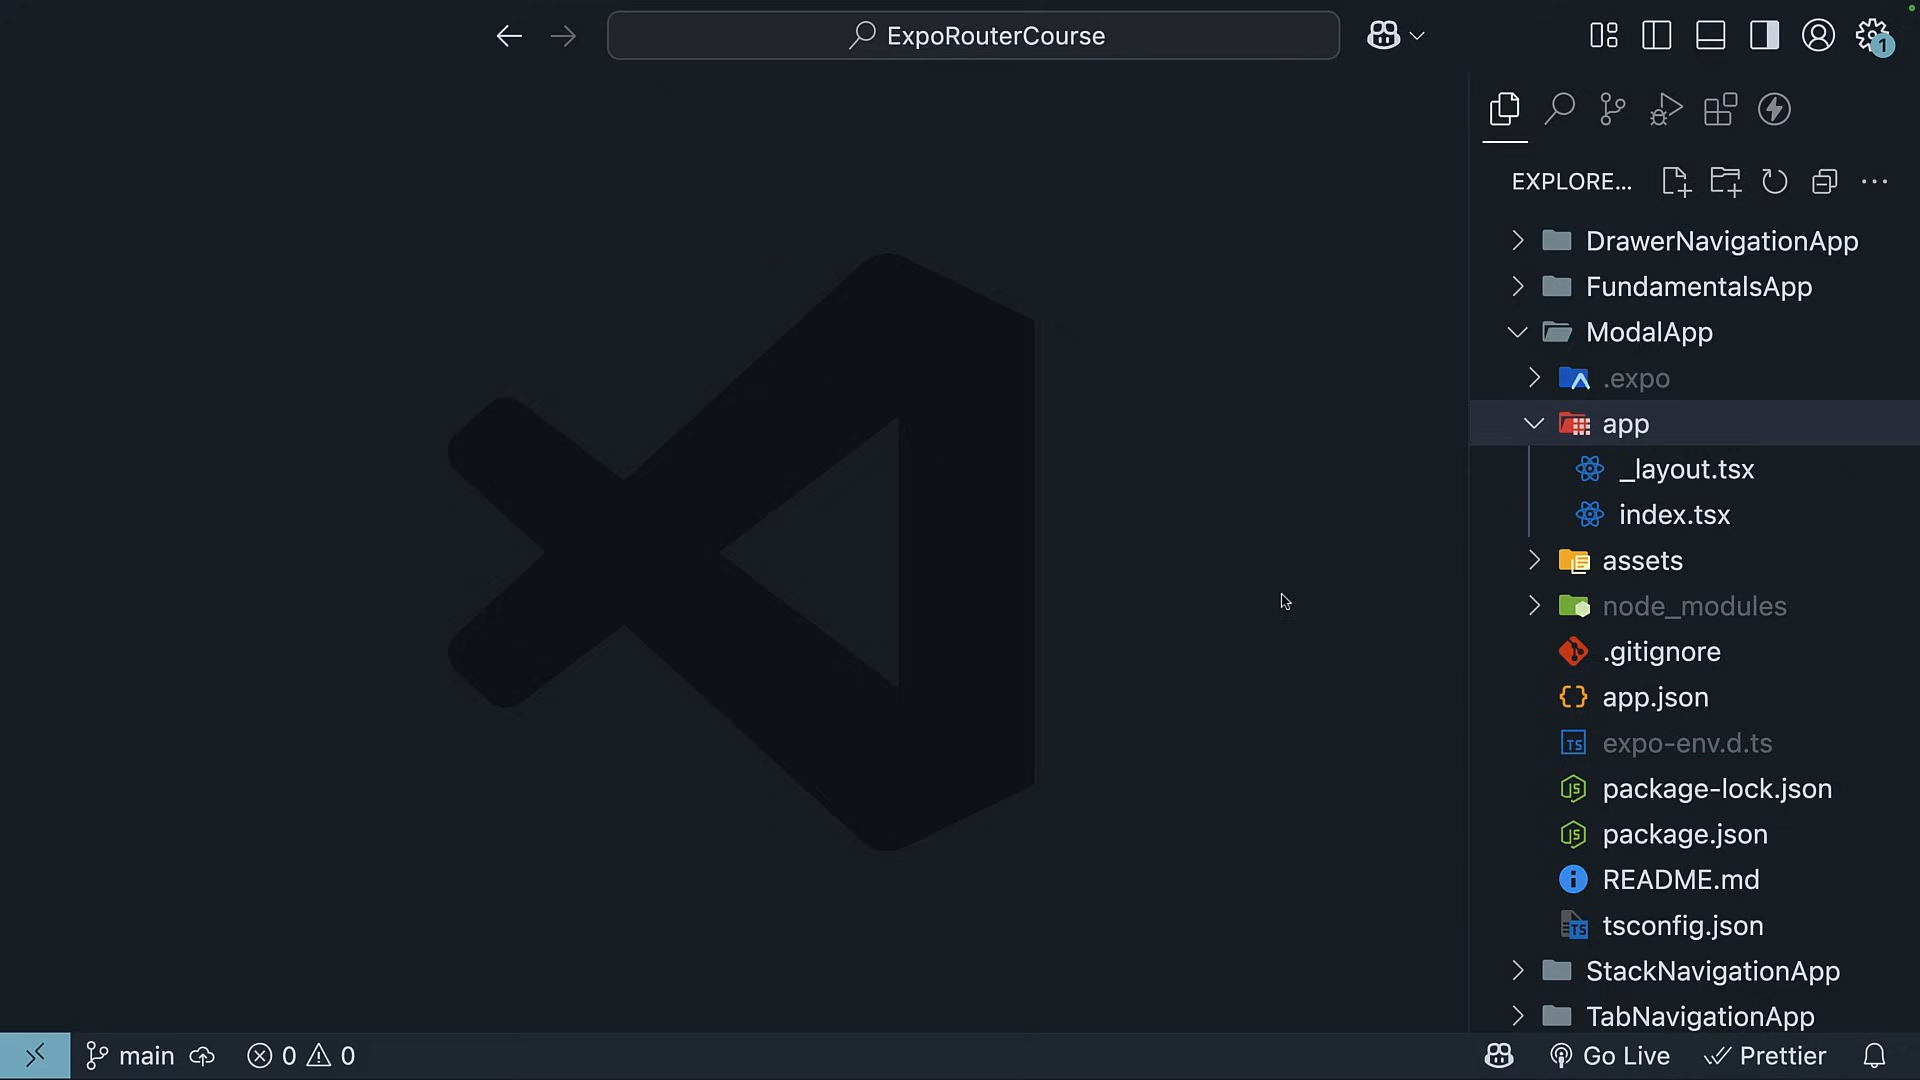 ExpoRouterCourse
1
EXPLORE...
DrawerNavigationApp
FundamentalsApp
ModalApp
.expo
app
_layout.tsx
index.tsx
assets
node_modules
.gitignore
app.json
expo-env.d.ts
package-lock.json
package.json
README.md
tsconfig.json
StackNavigationApp
TabNavigationApp
main 0 0 Go Live Prettier